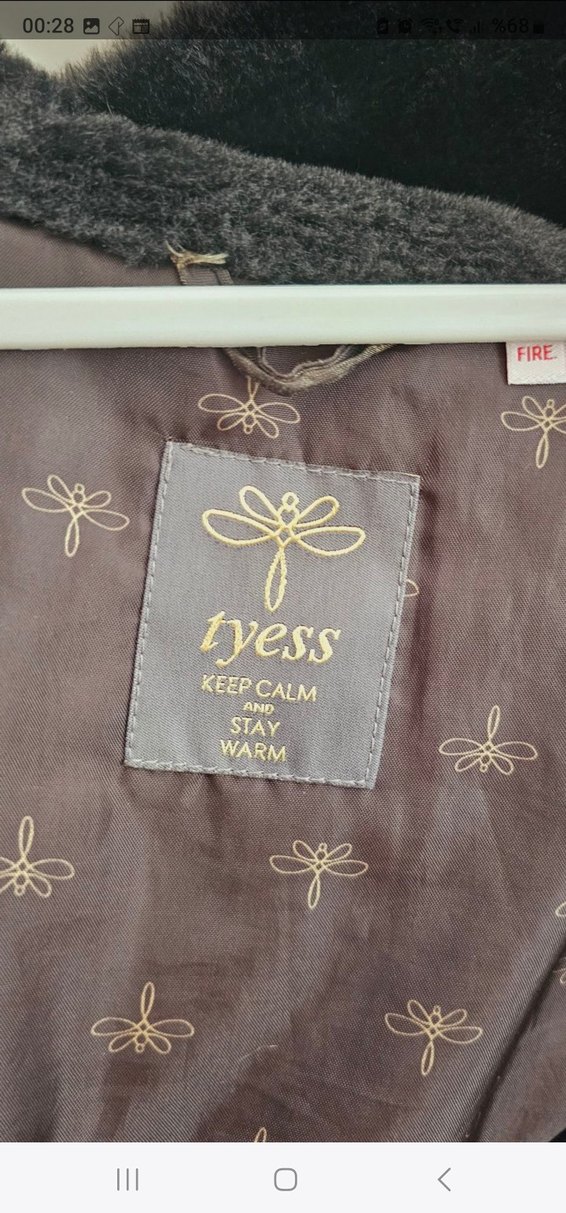 00:28
%68
FIRE.
tyess
KEEP CALM
AND
STAY
WARM